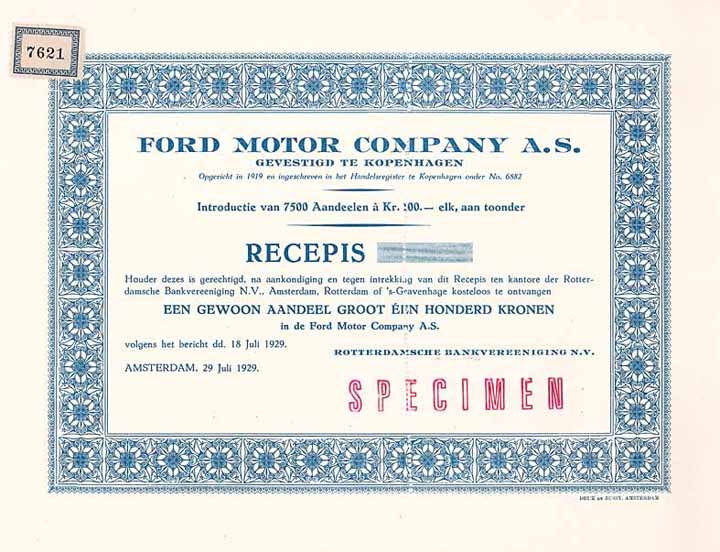 7621
FORD MOTOR COMPANY A.S.
GEVESTIGD TE KOPENHAGEN
Opgericht in 1919 en ingeschreven in het Handelsregister te Kopenhagen onder No. 6882
Introductie van 7500 Aandeelen à Kr. 100.— elk, aan toonder
RECEPIS
Houder dezes is gerechtigd, na aankondiging en tegen intrekking van dit Recepis ten kantore der Rotter-
damsche Bankvereeniging N.V., Amsterdam, Rotterdam of 's-Gravenhage kosteloos te ontvangen
EEN GEWOON AANDEEL GROOT ÉÉN HONDERD KRONEN
in de Ford Motor Company A.S.
volgens het bericht dd. 18 Juli 1929.
ROTTERDAMSCHE BANKVEREENIGING N.V.
AMSTERDAM, 29 Juli 1929.
SPECIMEN
DRUK DE BUSSY, AMSTERDAM